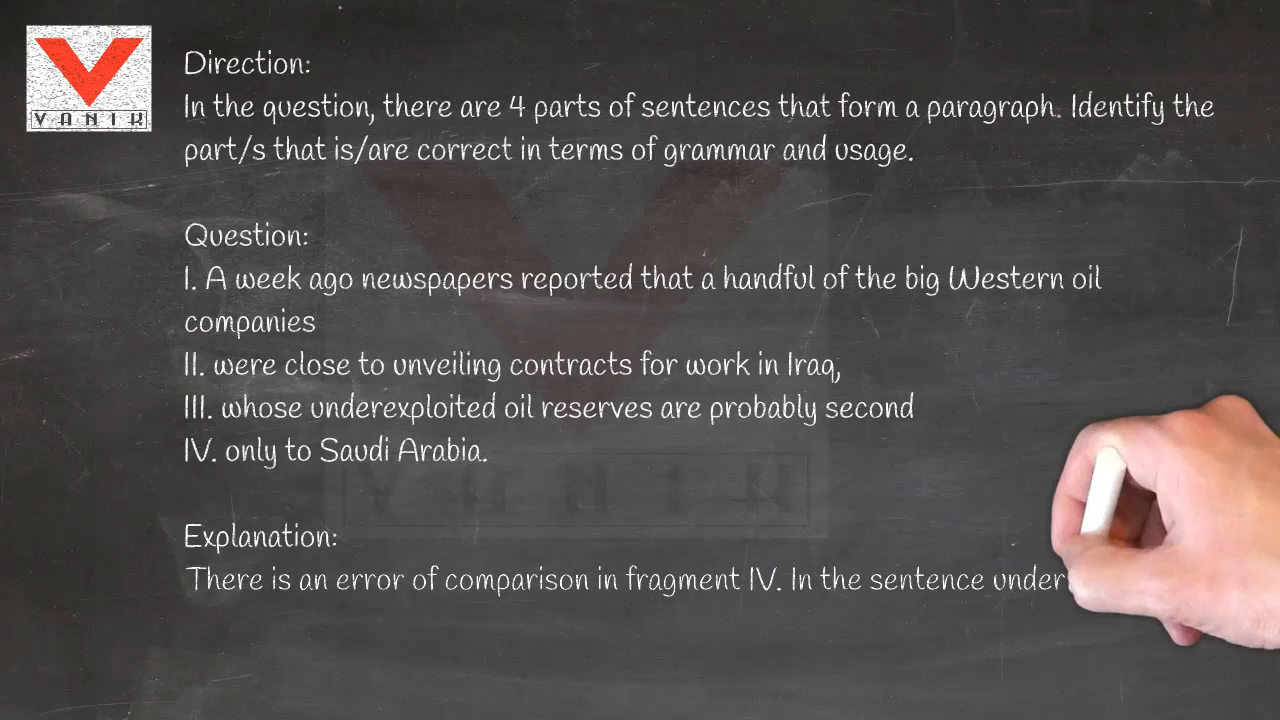 VANIK
Direction:
In the question, there are 4 parts of sentences that form a paragraph. Identify the
part/s that is/are correct in terms of grammar and usage.
Question:
I. A week ago newspapers reported that a handful of the big Western oil
companies
II. were close to unveiling contracts for work in Iraq,
III. whose underexploited oil reserves are probably second
IV. only to Saudi Arabia.
VANIK
Explanation:
There is an error of comparison in fragment IV. In the sentence under